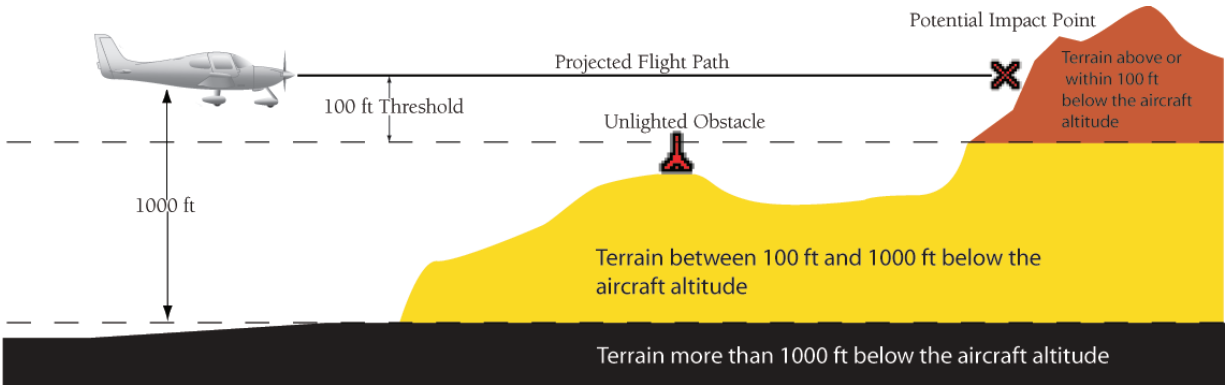 Potential Impact Point
Projected Flight Path
Terrain above or
within 100 ft
below the aircraft
altitude
100 ft Threshold
Unlighted Obstacle
1000 ft
Terrain between 100 ft and 1000 ft below the
aircraft altitude
Terrain more than 1000 ft below the aircraft altitude